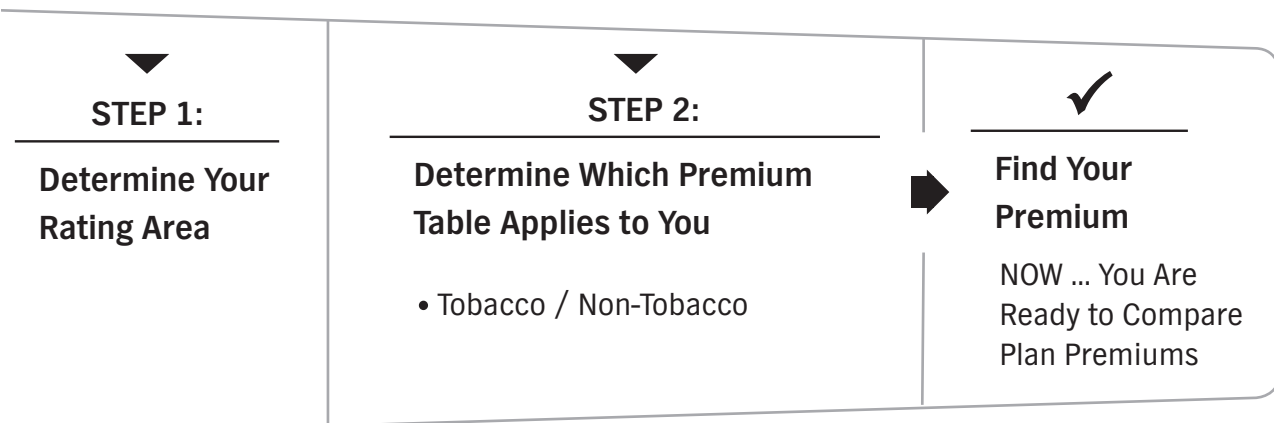 STEP 1:
Determine Your
Rating Area
STEP 2:
Determine Which Premium
Table Applies to You
• Tobacco / Non-Tobacco
Find Your
Premium
NOW ... You Are
Ready to Compare
Plan Premiums